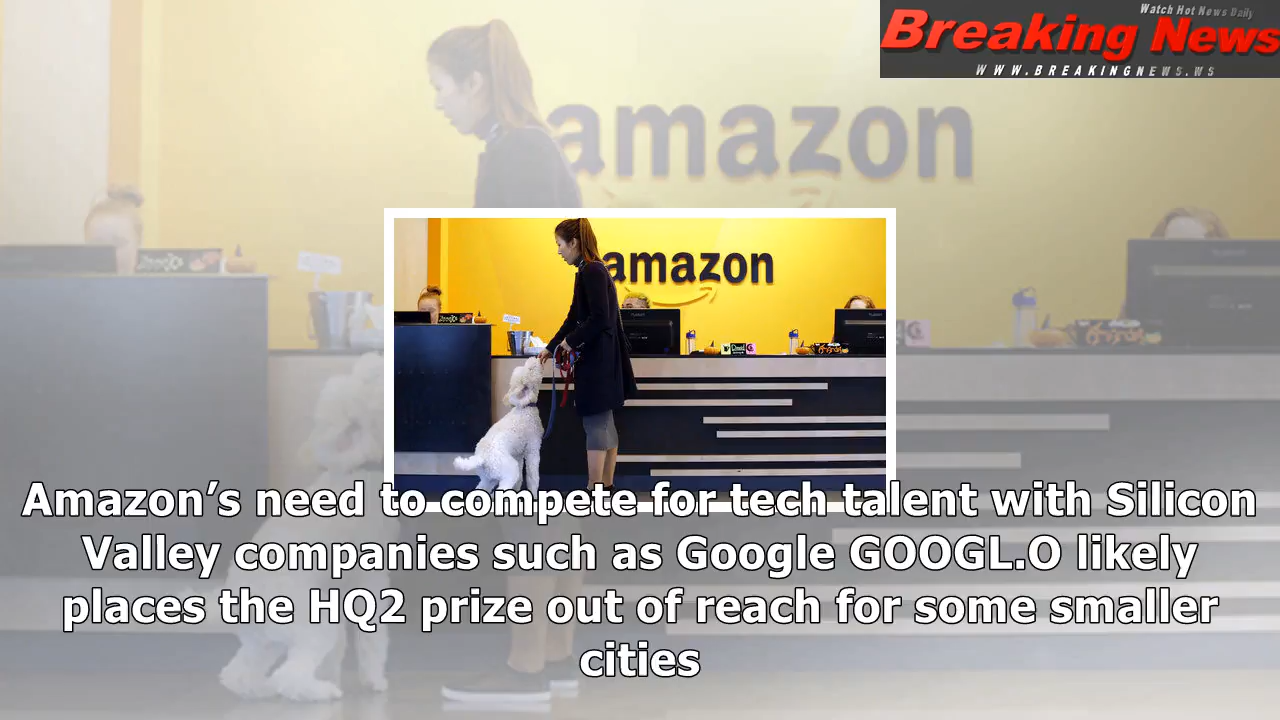 Watch Hot News Daily
Breaking News
WWW.BREAKINGNEWS.WS
amazon
amazon
Amazon’s need to compete for tech talent with Silicon
Valley companies such as Google GOOGL.O likely
places the HQ2 prize out of reach for some smaller
cities